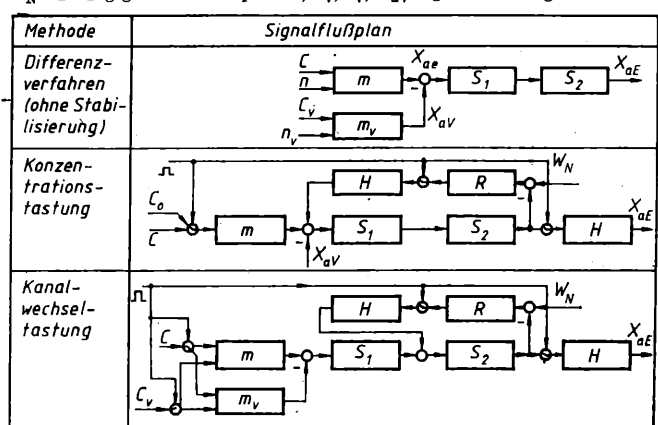 Methode Signalflußplan
Differenz-
verfahren
(ohne Stabi-
lisierung)
C
n
m
C_v
n_v
m_v
X_ae
-
X_aV
S_1
S_2
X_aE
Konzen-
trations-
tastung
C_o
C
m
-
X_aV
H
R
W_N
-
S_1
S_2
H
X_aE
Kanal-
wechsel-
tastung
C
C_v
m
m_v
-
H
R
W_N
-
S_1
S_2
H
X_aE